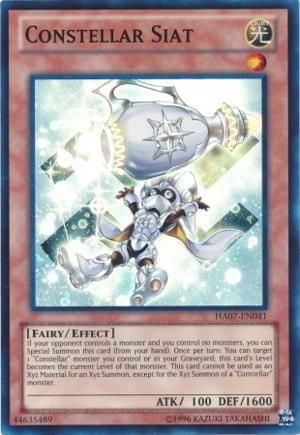 CONSTELLAR SIAT
LIGHT
光
HA07-EN041
[FAIRY/EFFECT]
If your opponent controls a monster and you control no monsters, you can
Special Summon this card (from your hand). Once per turn: You can target
1 "Constellar" monster you control or in your Graveyard; this card's Level
becomes the current Level of that monster. This card cannot be used as an
Xyz Material for an Xyz Summon, except for the Xyz Summon of a "Constellar"
monster.
ATK/ 100 DEF/1600
44635489
©1996 KAZUKI TAKAHASHI